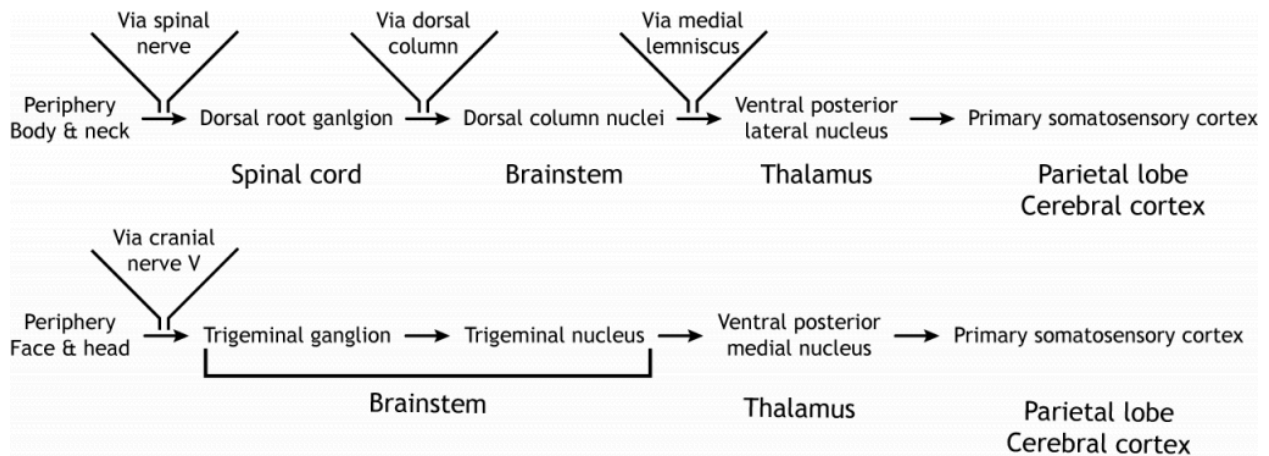 Via spinal
nerve
Via dorsal
column
Via medial
lemniscus
Periphery
Body & neck
Dorsal root ganlgion
Dorsal column nuclei
Ventral posterior
lateral nucleus
Primary somatosensory cortex
Spinal cord
Brainstem
Thalamus
Parietal lobe
Cerebral cortex
Via cranial
nerve V
Periphery
Face & head
Trigeminal ganglion
Trigeminal nucleus
Ventral posterior
medial nucleus
Primary somatosensory cortex
Brainstem
Thalamus
Parietal lobe
Cerebral cortex